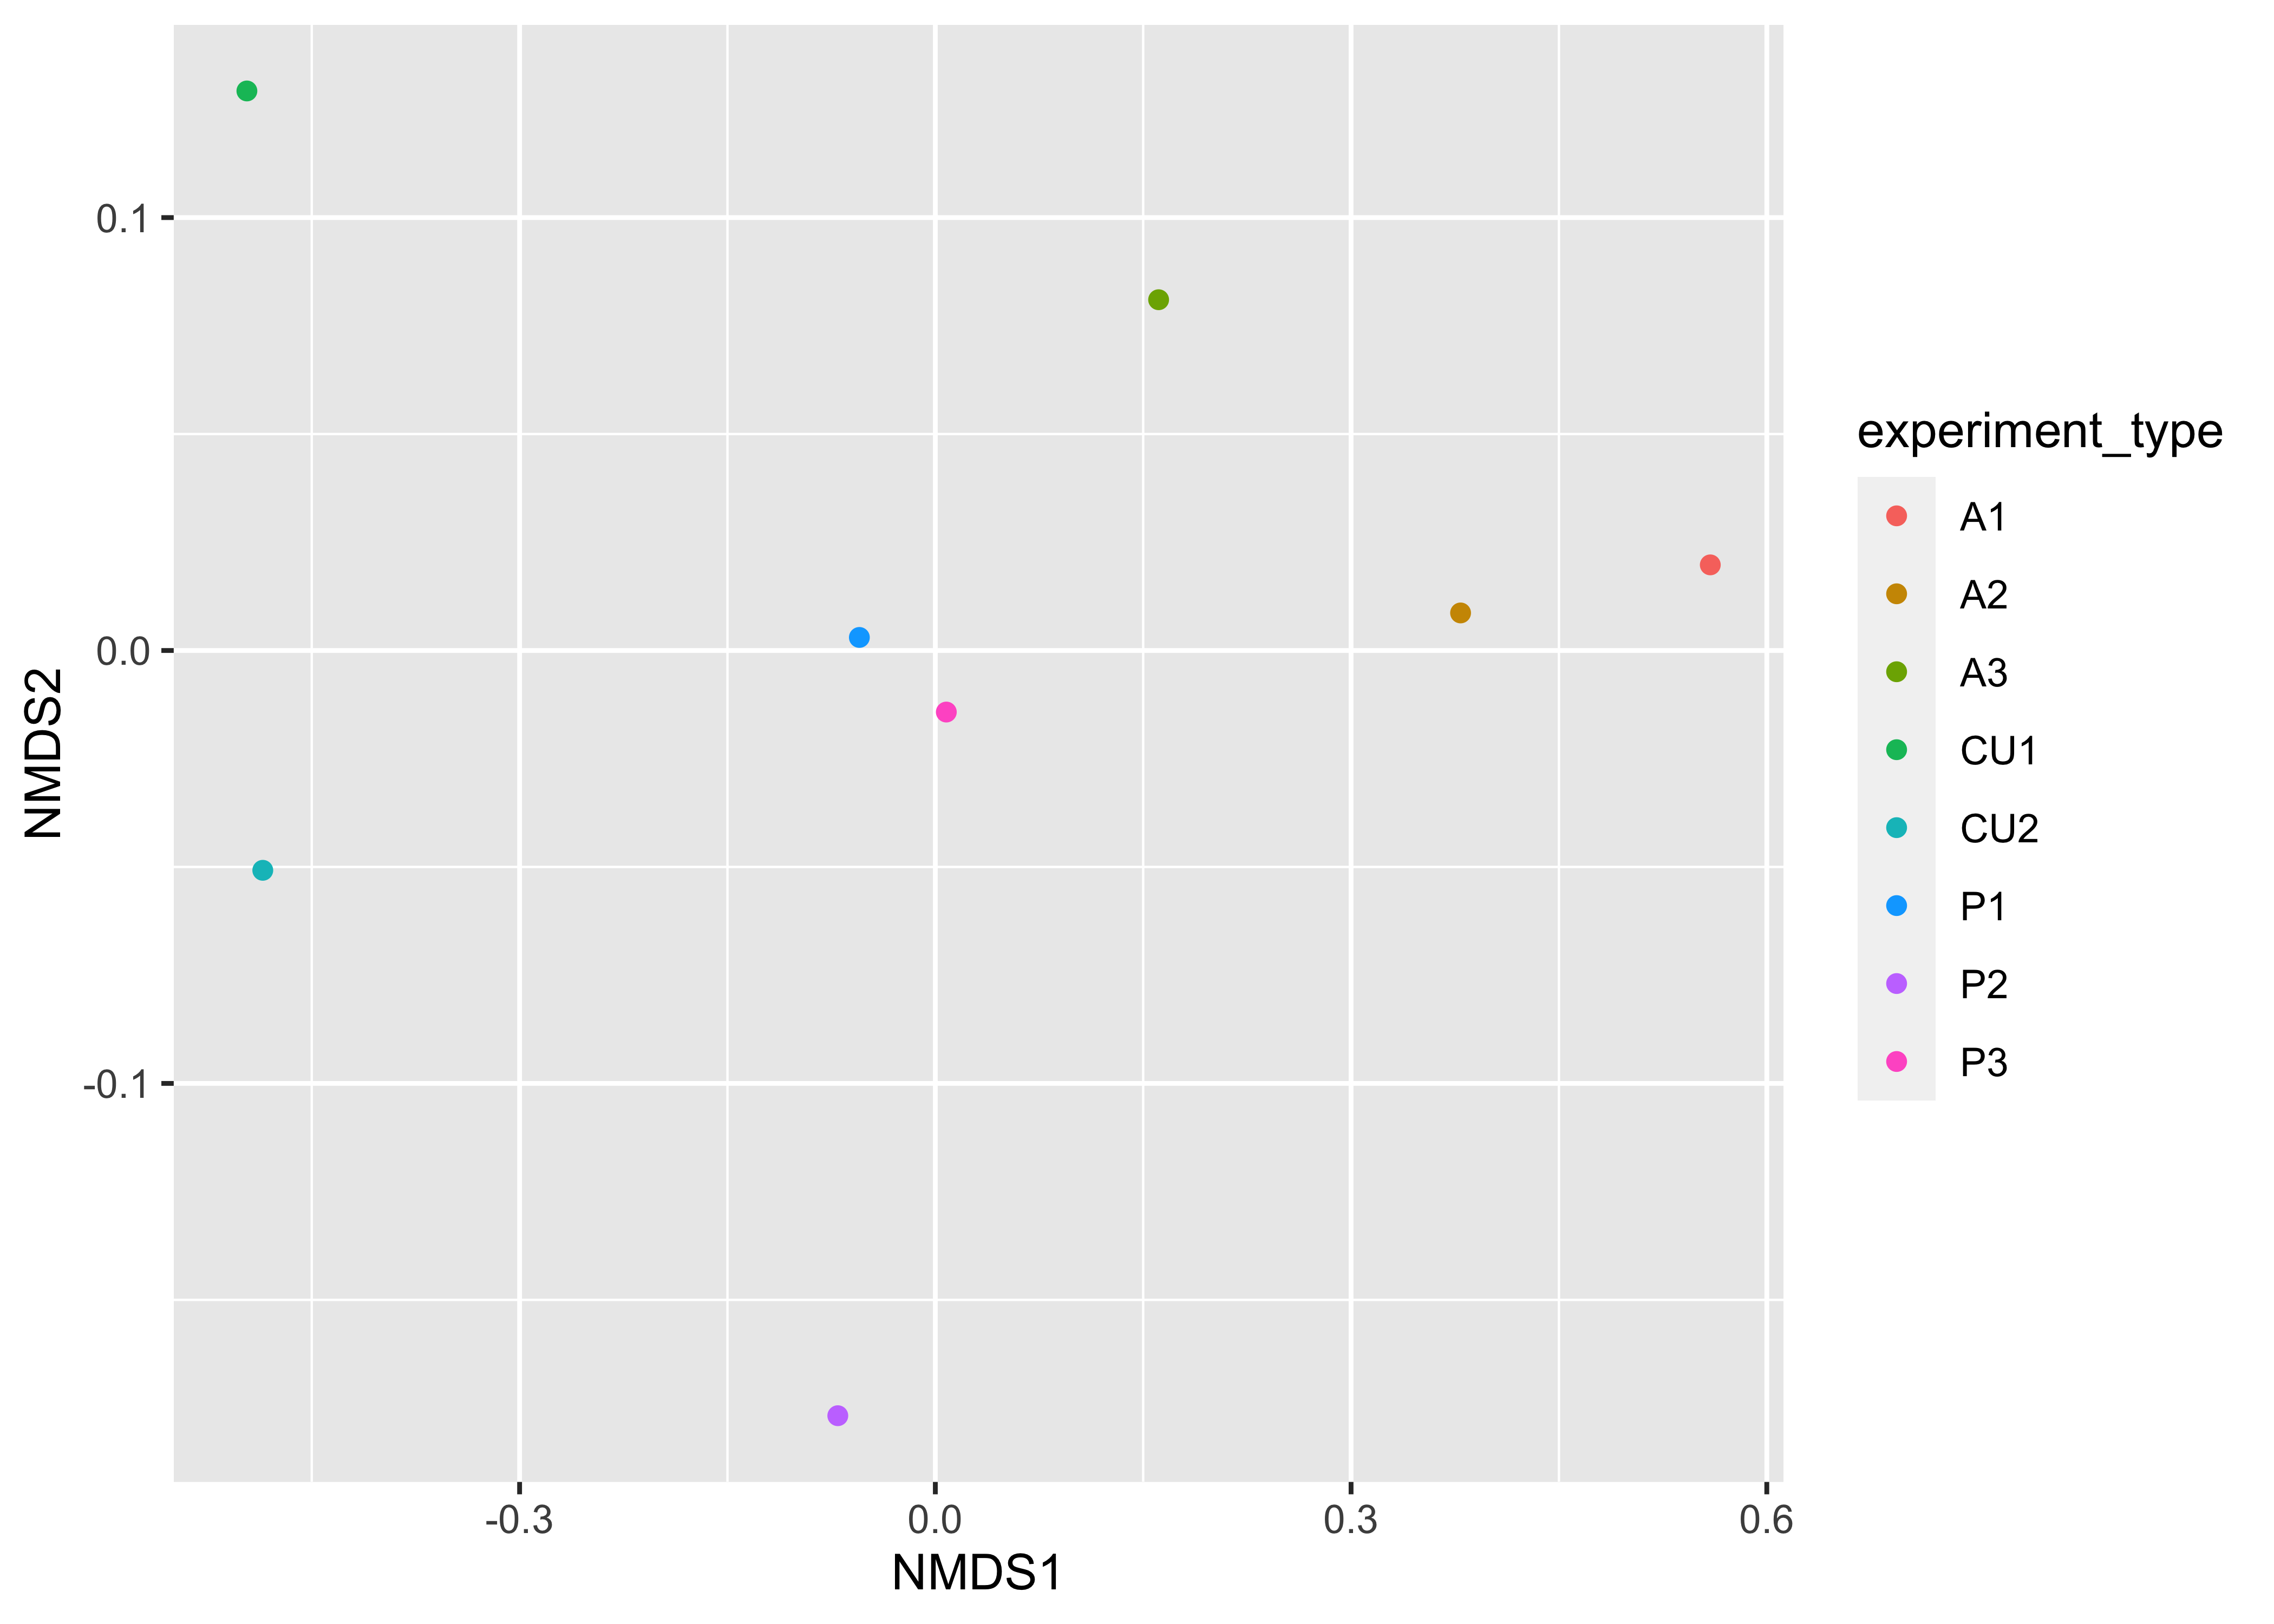 0.1
0.0
-0.1
NMDS2
-0.3
0.0
0.3
0.6
NMDS1
experiment_type
A1
A2
A3
CU1
CU2
P1
P2
P3